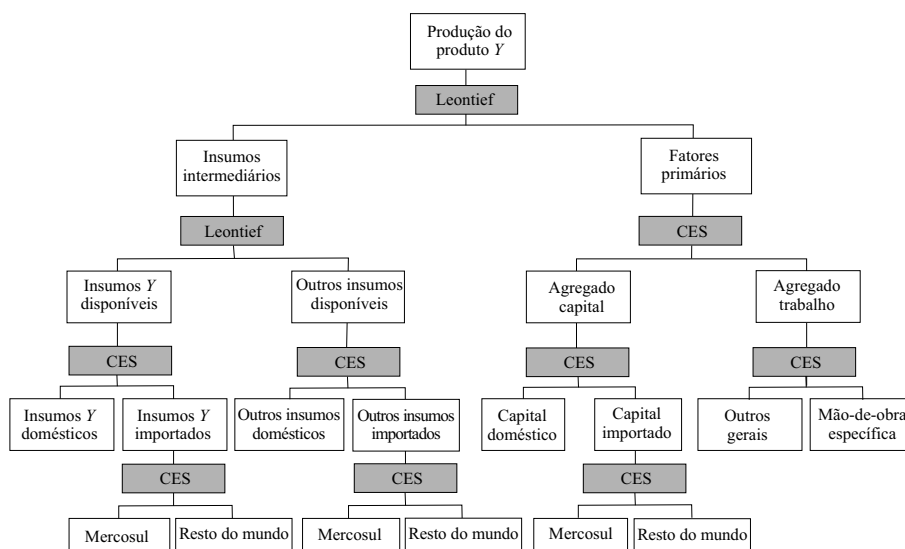 Produção do
produto Y
Leontief
Insumos
intermediários
Fatores
primários
Leontief
CES
Insumos Y
disponíveis
Outros insumos
disponíveis
Agregado
capital
Agregado
trabalho
CES
CES
CES
CES
Insumos Y
domésticos
Insumos Y
importados
Outros insumos
domésticos
Outros insumos
importados
Capital
doméstico
Capital
importado
Outros
gerais
Mão-de-obra
específica
CES
CES
CES
Mercosul
Resto do mundo
Mercosul
Resto do mundo
Mercosul
Resto do mundo